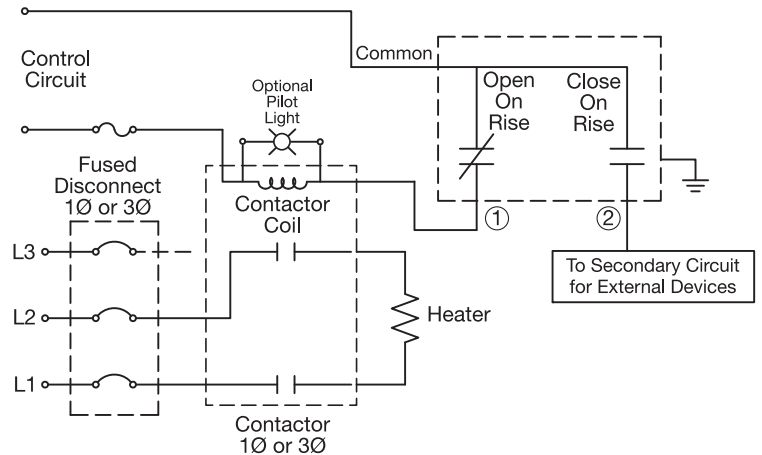 Control
Circuit
Common
Open
On
Rise
Close
On
Rise
Optional
Pilot
Light
Fused
Disconnect
1Ø or 3Ø
Contactor
Coil
①
②
L3
To Secondary Circuit
for External Devices
L2
Heater
L1
Contactor
1Ø or 3Ø